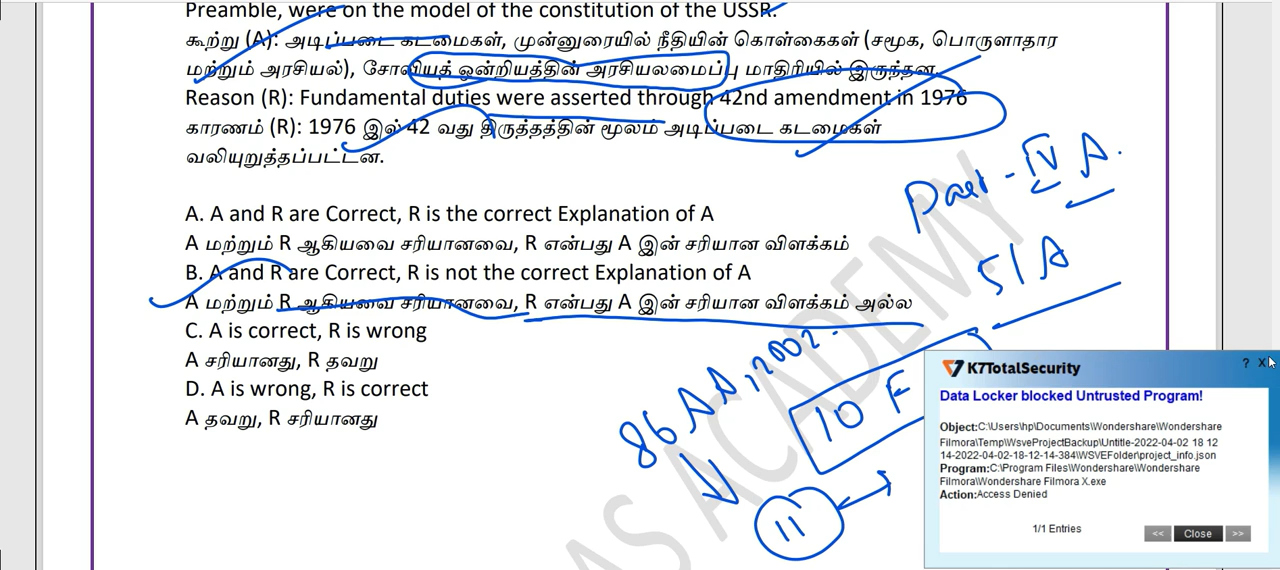 Preamble, were on the model of the constitution of the USSR.
கூற்று (A): அடிப்படை கடமைகள், முன்னுரையில் நீதியின் கொள்கைகள் (சமூக, பொருளாதார
மற்றும் அரசியல்), சோவியத் ஒன்றியத்தின் அரசியலமைப்பு மாதிரியில் இருந்தன.
Reason (R): Fundamental duties were asserted through 42nd amendment in 1976
காரணம் (R): 1976 இல் 42 வது திருத்தத்தின் மூலம் அடிப்படை கடமைகள்
வலியுறுத்தப்பட்டன.
Part-IV A.
51 A
A. A and R are Correct, R is the correct Explanation of A
A மற்றும் R ஆகியவை சரியானவை, R என்பது A இன் சரியான விளக்கம்
B. A and R are Correct, R is not the correct Explanation of A
A மற்றும் R ஆகியவை சரியானவை, R என்பது A இன் சரியான விளக்கம் அல்ல
C. A is correct, R is wrong
A சரியானது, R தவறு
D. A is wrong, R is correct
A தவறு, R சரியானது
86 AA, 2002.
10 F
11
AS ACADEMY
K7TotalSecurity
? X
Data Locker blocked Untrusted Program!
Object:C:\Users\hp\Documents\Wondershare\Wondershare
Filmora\Temp\WsveProjectBackup\Untitle-2022-04-02 18 12
14-2022-04-02-18-12-14-384\WSVEFolder\project_info.json
Program:C:\Program Files\Wondershare\Wondershare
Filmora\Wondershare Filmora X.exe
Action:Access Denied
1/1 Entries
<< Close >>